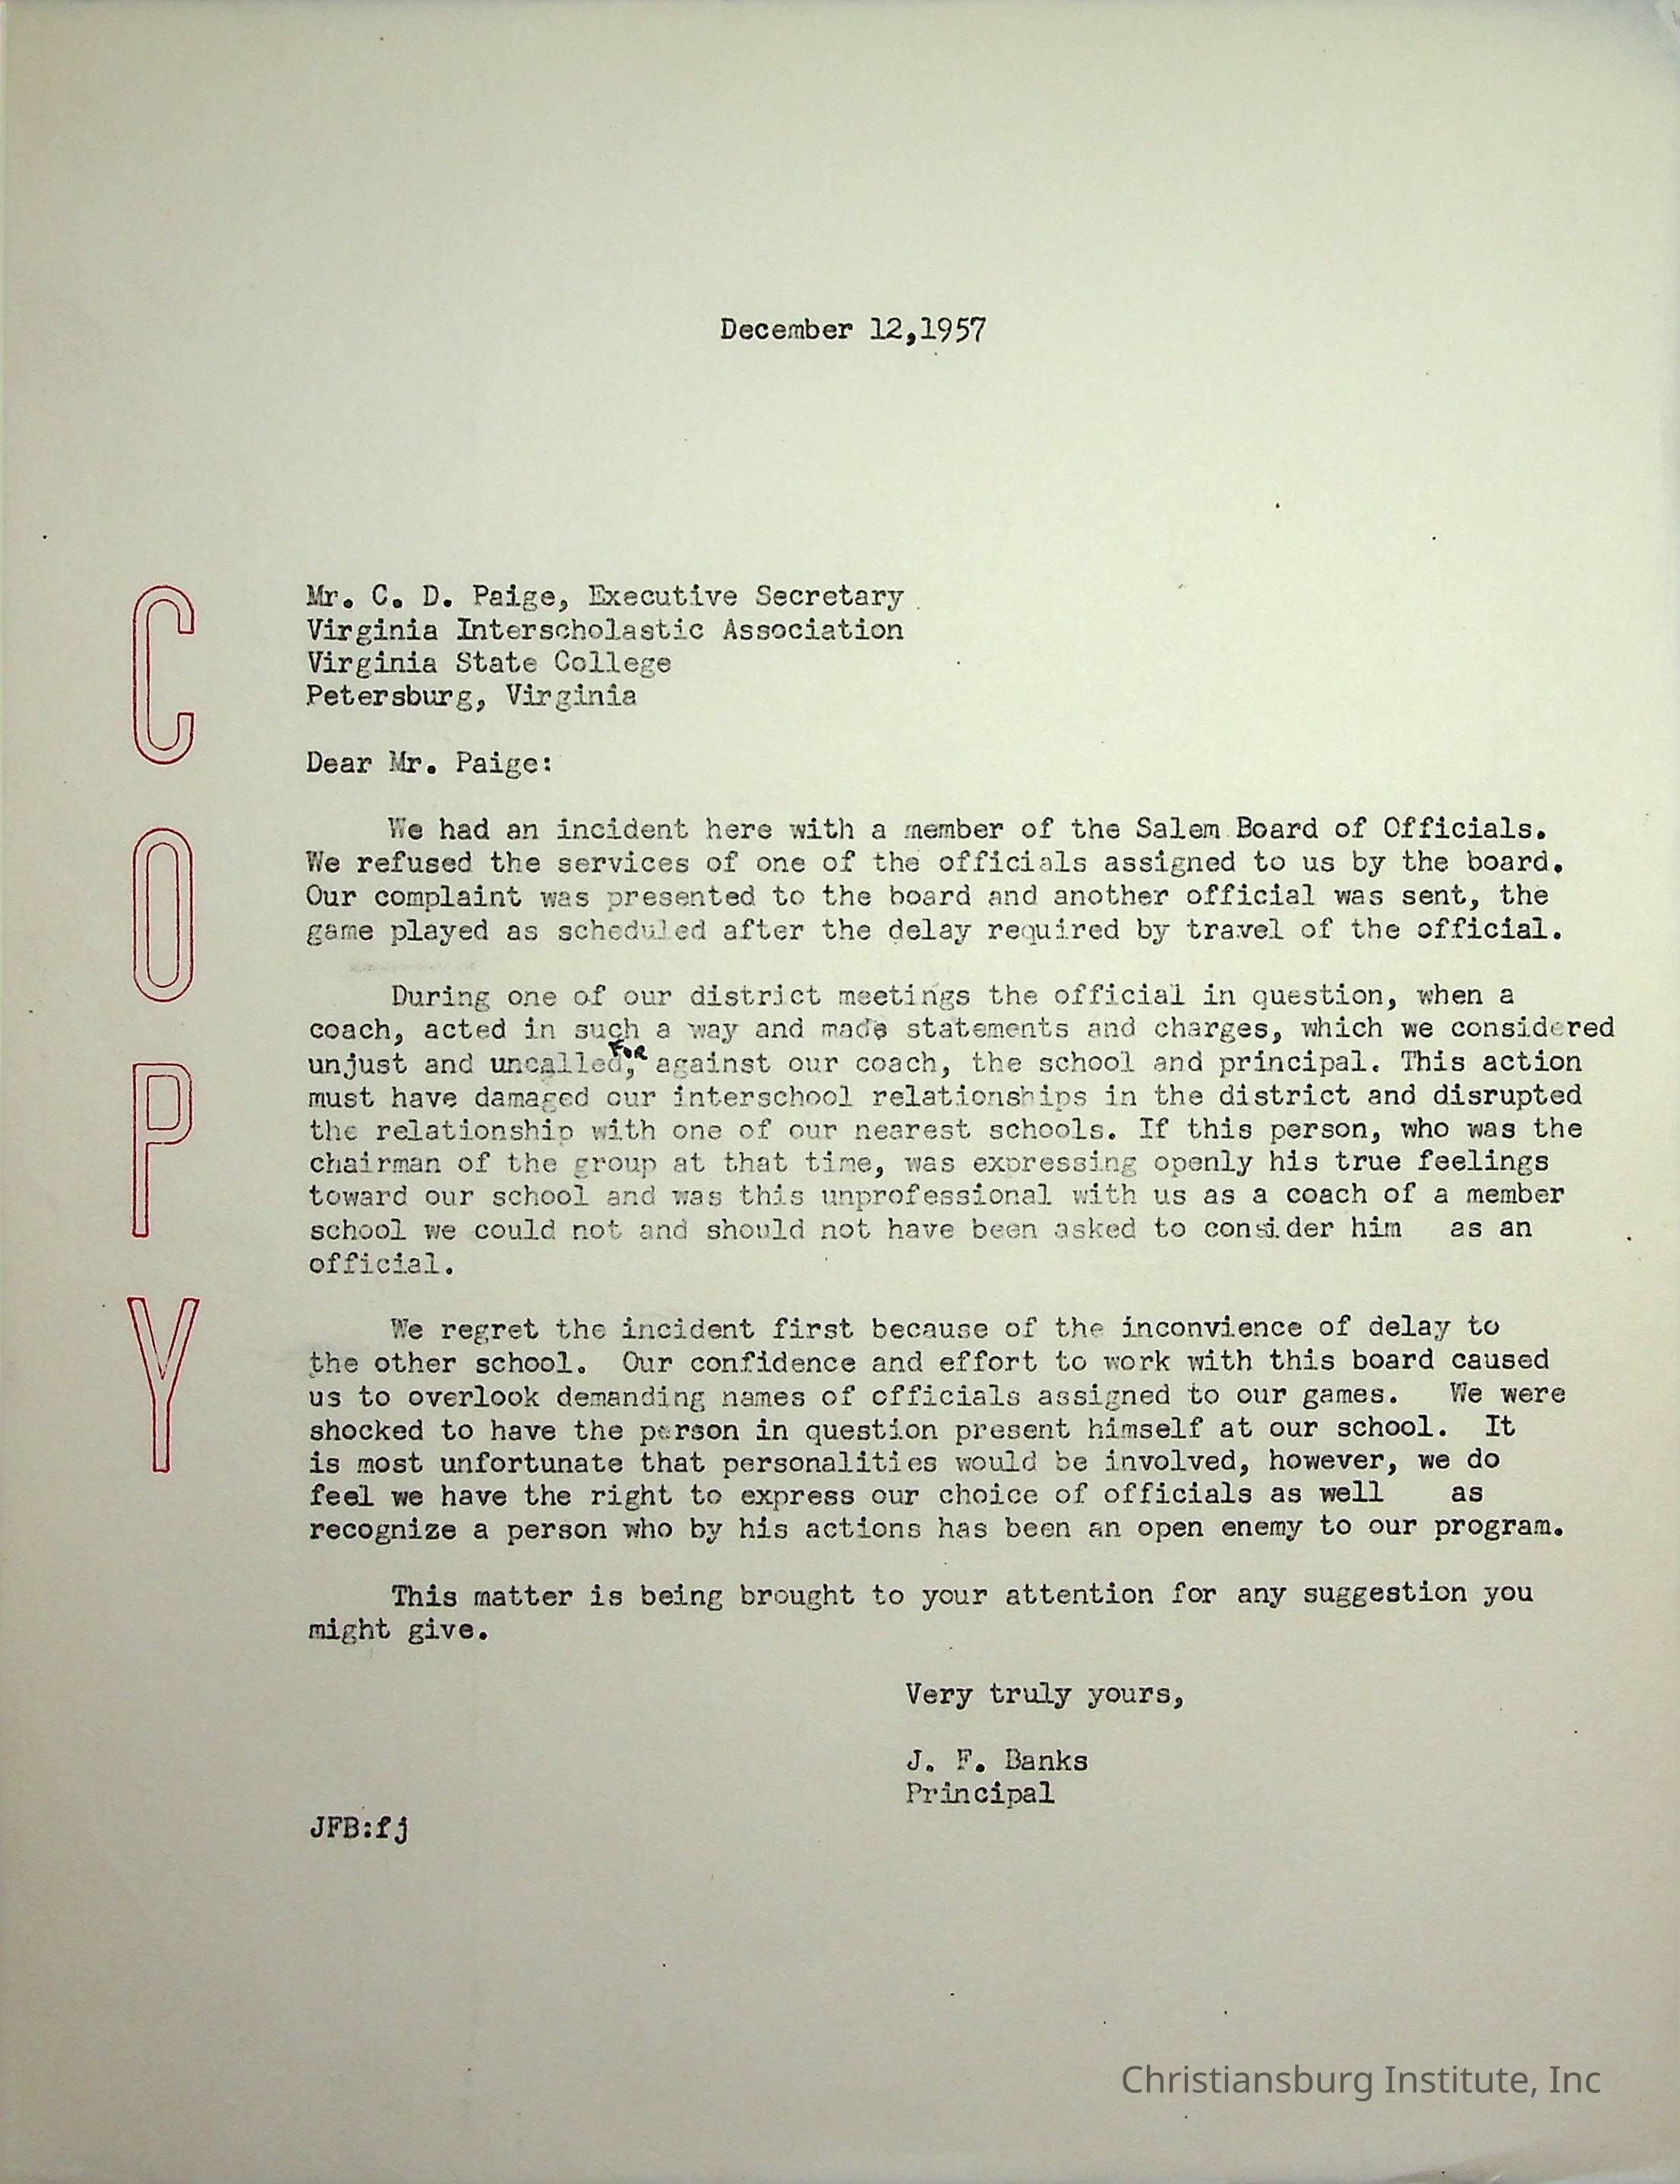 December 12,1957
COPY
Mr. C. D. Paige, Executive Secretary
Virginia Interscholastic Association
Virginia State College
Petersburg, Virginia
Dear Mr. Paige:
We had an incident here with a member of the Salem Board of Officials.
We refused the services of one of the officials assigned to us by the board.
Our complaint was presented to the board and another official was sent, the
game played as scheduled after the delay required by travel of the official.
During one of our district meetings the official in question, when a
coach, acted in such a way and made statements and charges, which we considered
unjust and uncalled FOR, against our coach, the school and principal. This action
must have damaged our interschool relationships in the district and disrupted
the relationship with one of our nearest schools. If this person, who was the
chairman of the group at that time, was expressing openly his true feelings
toward our school and was this unprofessional with us as a coach of a member
school we could not and should not have been asked to consider him as an
official.
We regret the incident first because of the inconvience of delay to
the other school. Our confidence and effort to work with this board caused
us to overlook demanding names of officials assigned to our games. We were
shocked to have the person in question present himself at our school. It
is most unfortunate that personalities would be involved, however, we do
feel we have the right to express our choice of officials as well as
recognize a person who by his actions has been an open enemy to our program.
This matter is being brought to your attention for any suggestion you
might give.
Very truly yours,
J. F. Banks
Principal
JFB:fj
Christiansburg Institute, Inc